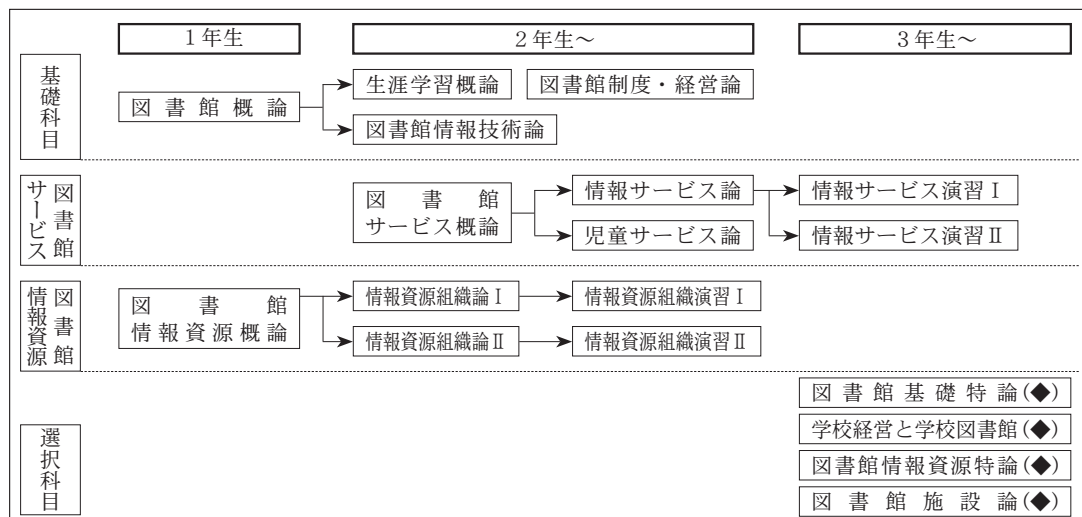 1年生
2年生～
3年生～
基礎科目
図書館概論
生涯学習概論
図書館制度・経営論
図書館情報技術論
図書館
サービス
図書館
サービス概論
情報サービス論
情報サービス演習Ⅰ
児童サービス論
情報サービス演習Ⅱ
図書館
情報資源
図書館
情報資源概論
情報資源組織論Ⅰ
情報資源組織演習Ⅰ
情報資源組織論Ⅱ
情報資源組織演習Ⅱ
選択科目
図書館基礎特論(◆)
学校経営と学校図書館(◆)
図書館情報資源特論(◆)
図書館施設論(◆)